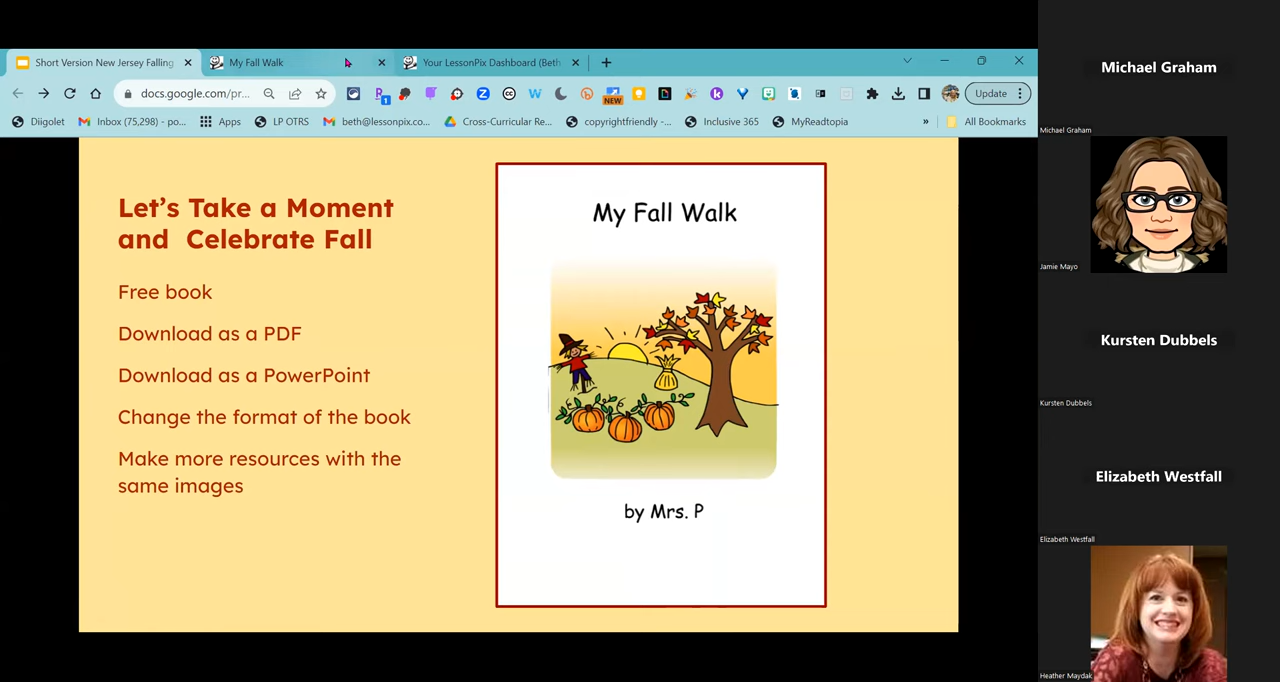 Short Version New Jersey Falling
My Fall Walk
Your LessonPix Dashboard (Beth
docs.google.com/pr...
NEW
1
Update
Diigolet
Inbox (75,298) - po...
Apps
LP OTRS
beth@lessonpix.co...
Cross-Curricular Re...
copyrightfriendly -...
Inclusive 365
MyReadtopia
»
All Bookmarks
Let's Take a Moment
and Celebrate Fall
Free book
Download as a PDF
Download as a PowerPoint
Change the format of the book
Make more resources with the
same images
My Fall Walk
by Mrs. P
Michael Graham
Michael Graham
Jamie Mayo
Kursten Dubbels
Kursten Dubbels
Elizabeth Westfall
Elizabeth Westfall
Heather Maydak